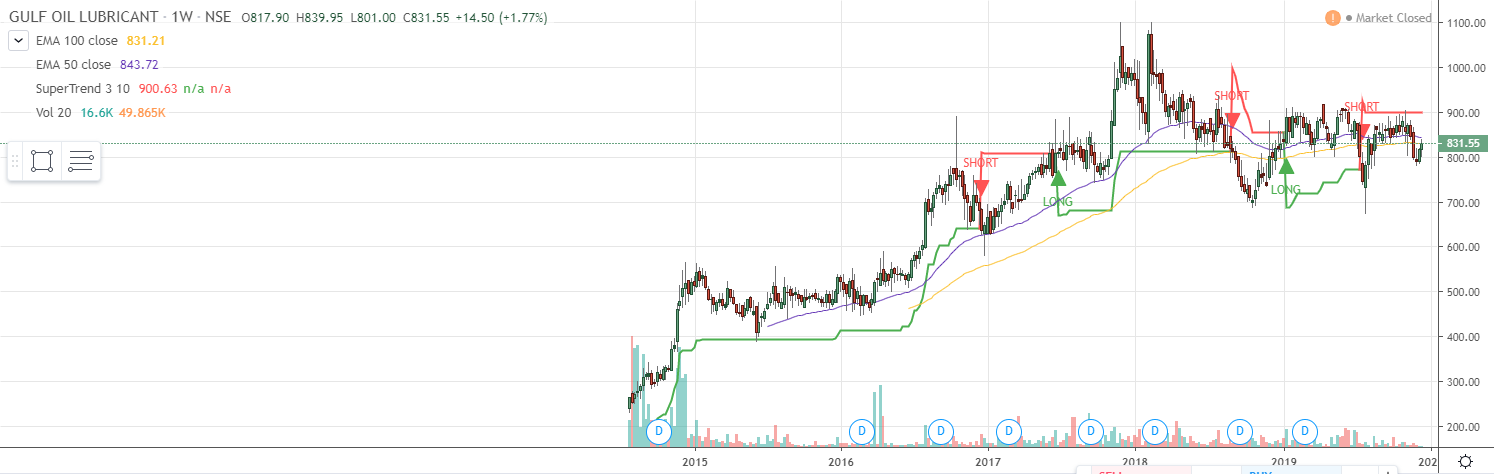 GULF OIL LUBRICANT · 1W · NSE O817.90 H839.95 L801.00 C831.55 +14.50 (+1.77%)
Market Closed
EMA 100 close 831.21
EMA 50 close 843.72
SuperTrend 3 10 900.63 n/a n/a
Vol 20 16.6K 49.865K
1100.00
1000.00
900.00
831.55
800.00
700.00
600.00
500.00
400.00
300.00
200.00
SHORT
SHORT
SHORT
LONG
LONG
D D D D D D D D
2015 2016 2017 2018 2019 202
SELL BUY